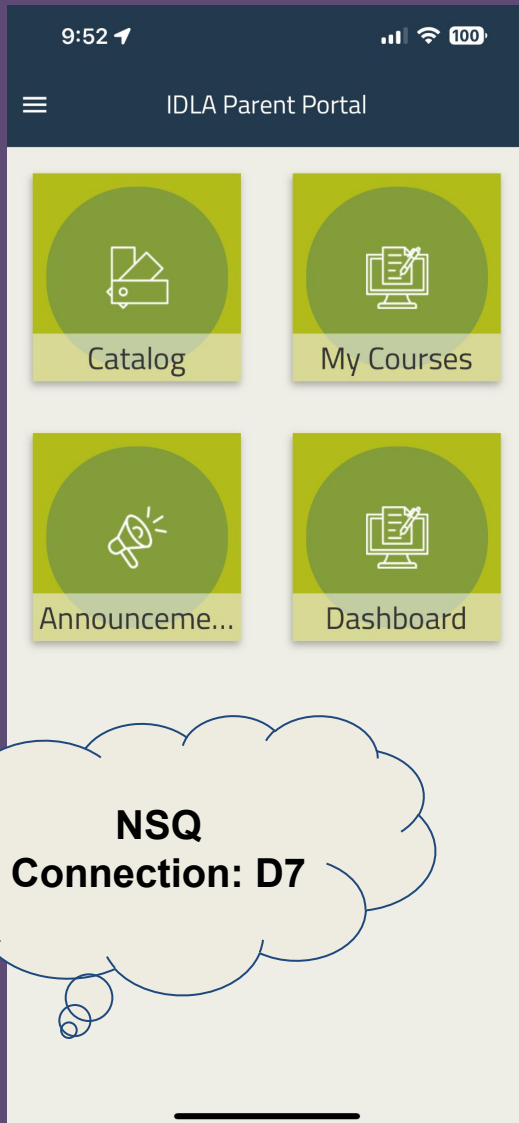 9:52
100
IDLA Parent Portal
Catalog
My Courses
Announceme...
Dashboard
NSQ
Connection: D7